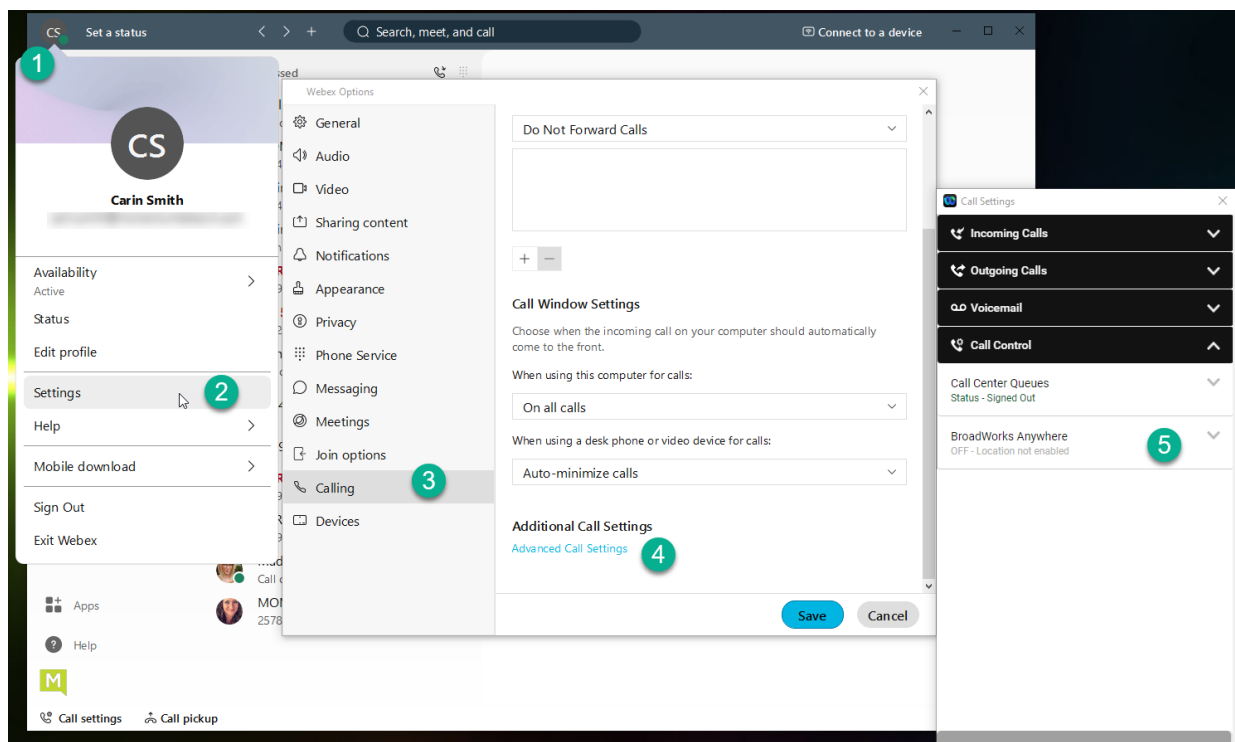 CS
Set a status
Search, meet, and call
Connect to a device
1
CS
Carin Smith
Availability
Active
Status
Edit profile
Settings
2
Help
Mobile download
Sign Out
Exit Webex
Call
MO
2578
Apps
Help
M
Call settings
Call pickup
Webex Options
General
Audio
Video
Sharing content
Notifications
Appearance
Privacy
Phone Service
Messaging
Meetings
Join options
Calling
3
Devices
Do Not Forward Calls
Call Window Settings
Choose when the incoming call on your computer should automatically
come to the front.
When using this computer for calls:
On all calls
When using a desk phone or video device for calls:
Auto-minimize calls
Additional Call Settings
Advanced Call Settings
4
Save
Cancel
Call Settings
Incoming Calls
Outgoing Calls
Voicemail
Call Control
Call Center Queues
Status - Signed Out
BroadWorks Anywhere
OFF - Location not enabled
5